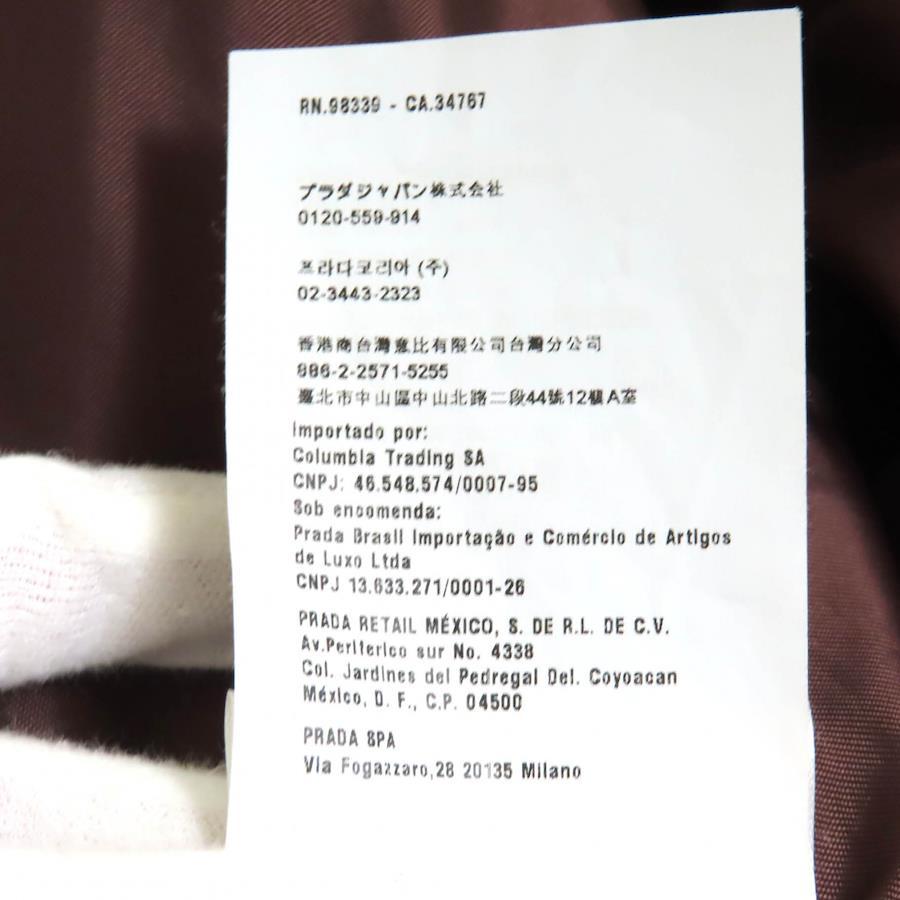 RN.98339 - CA.34767
プラダジャパン株式会社
0120-559-914
프라다코리아 (주)
02-3443-2323
香港商台灣意比有限公司台灣分公司
886-2-2571-5255
臺北市中山區中山北路二段44號12樓A室
Importado por:
Columbia Trading SA
CNPJ: 46.548.574/0007-95
Sob encomenda:
Prada Brasil Importação e Comércio de Artigos
de Luxo Ltda
CNPJ 13.633.271/0001-26
PRADA RETAIL MÉXICO, S. DE R.L. DE C.V.
Av.Periterico sur No. 4338
Col. Jardines del Pedregal Del. Coyoacan
México, D. F., C.P. 04500
PRADA SPA
Via Fogazzaro,28 20135 Milano